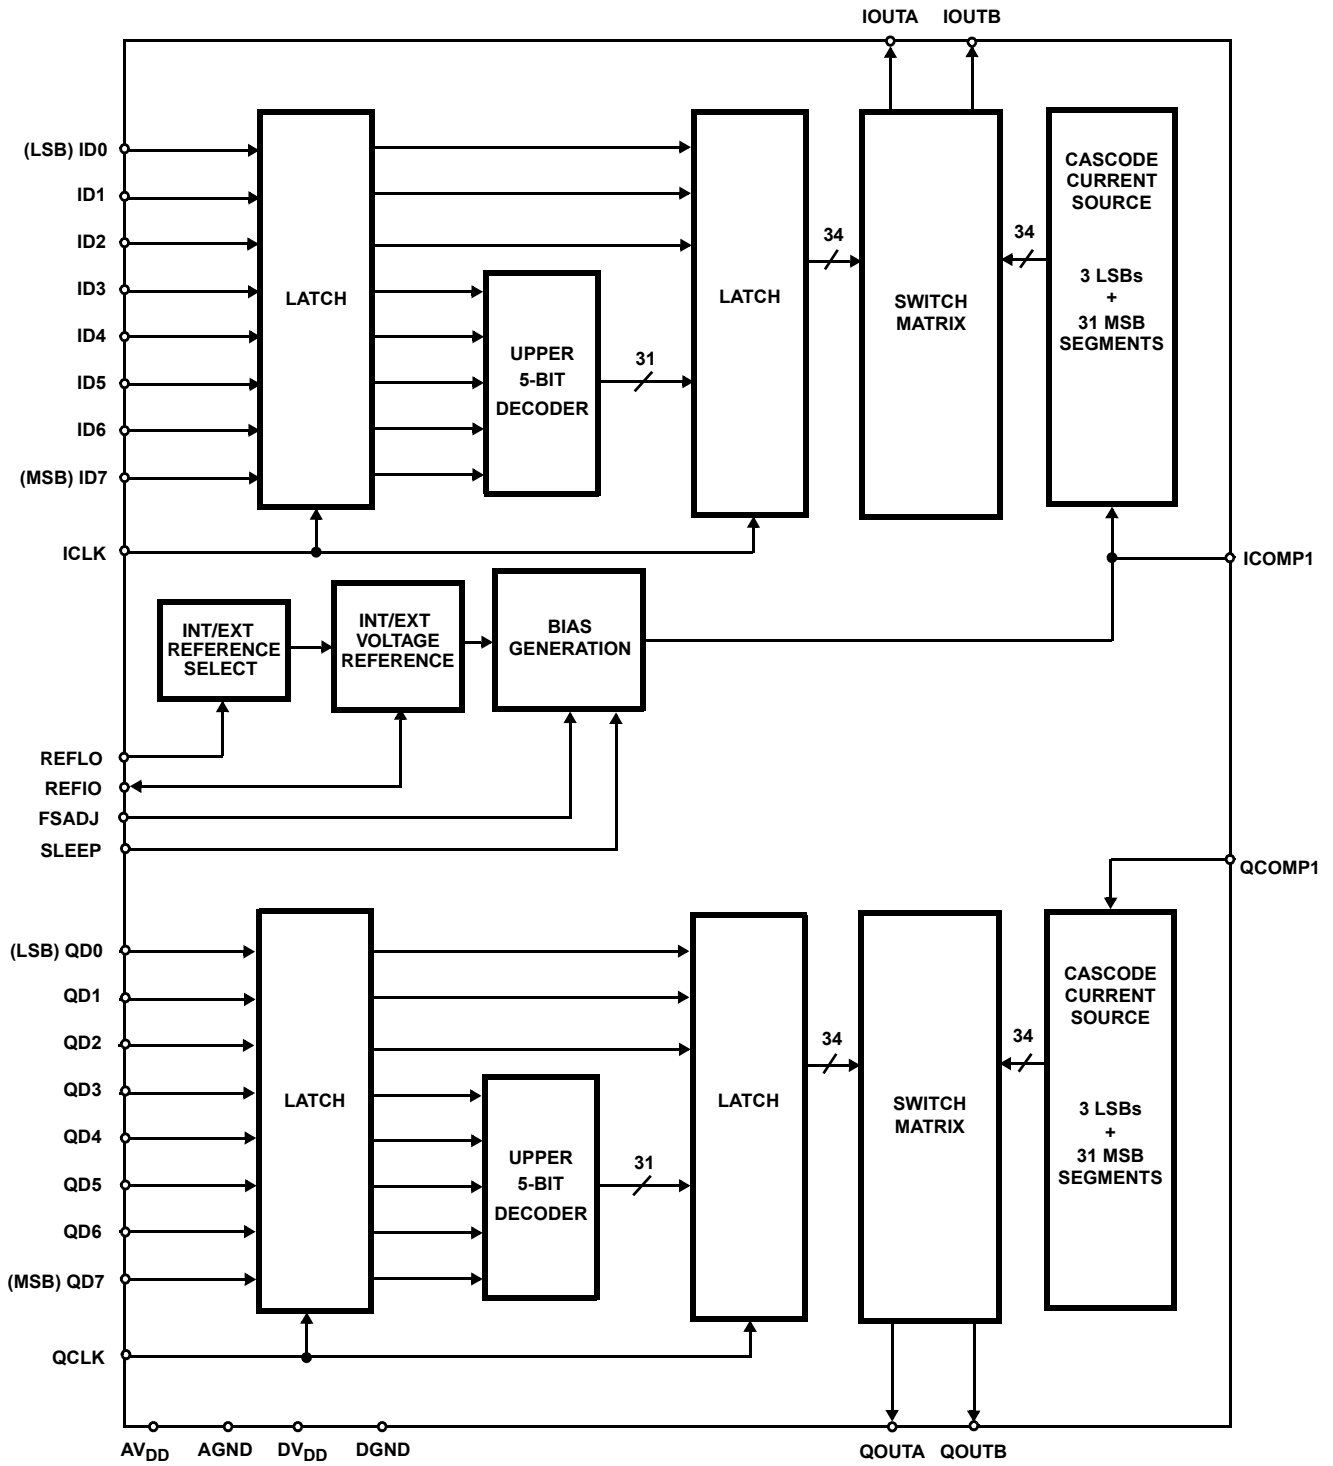 IOUTA IOUTB
(LSB) ID0
ID1
ID2
ID3
ID4
ID5
ID6
(MSB) ID7
ICLK
LATCH
UPPER
5-BIT
DECODER
31
LATCH
34
SWITCH
MATRIX
34
CASCODE
CURRENT
SOURCE
3 LSBs
+
31 MSB
SEGMENTS
ICOMP1
INT/EXT
REFERENCE
SELECT
INT/EXT
VOLTAGE
REFERENCE
BIAS
GENERATION
REFLO
REFIO
FSADJ
SLEEP
QCOMP1
(LSB) QD0
QD1
QD2
QD3
QD4
QD5
QD6
(MSB) QD7
QCLK
LATCH
UPPER
5-BIT
DECODER
31
LATCH
34
SWITCH
MATRIX
34
CASCODE
CURRENT
SOURCE
3 LSBs
+
31 MSB
SEGMENTS
AVDD AGND DVDD DGND QOUTA QOUTB